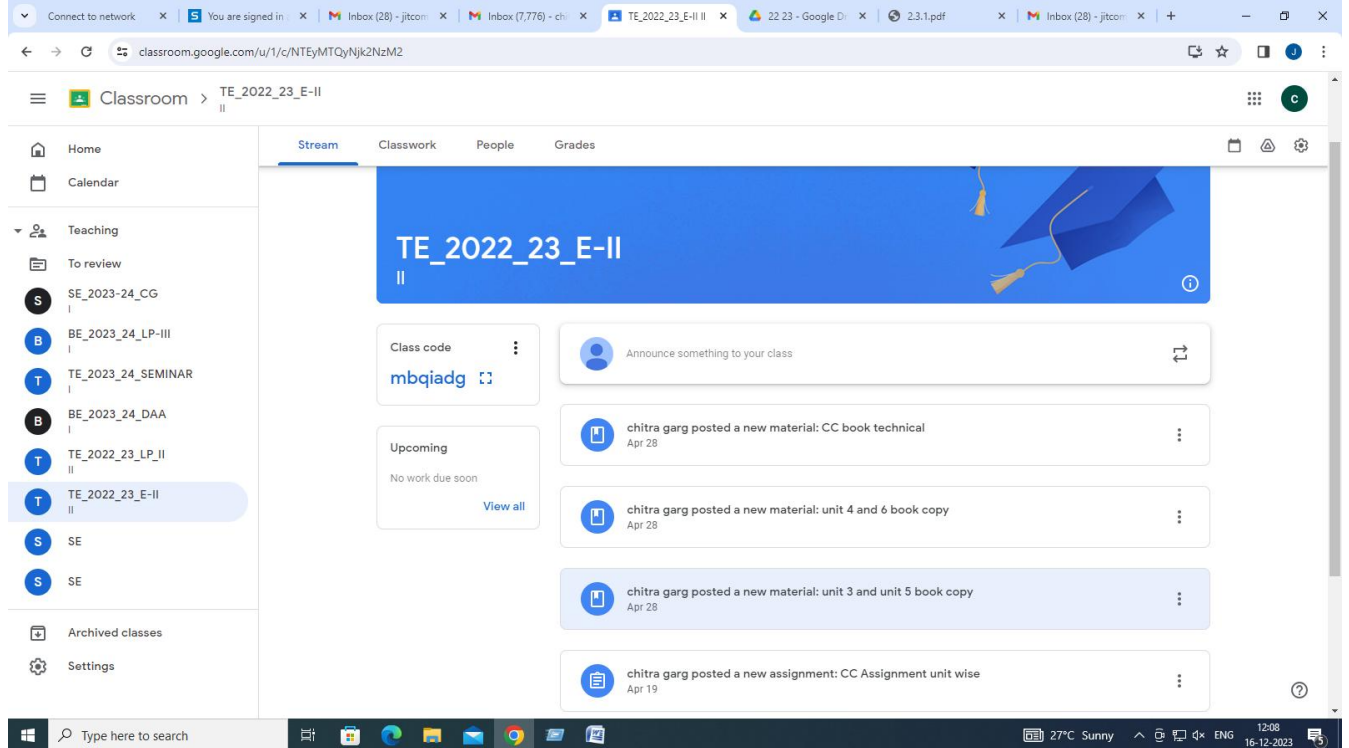 Connect to network
You are signed in
Inbox (28) - jitcom
Inbox (7,776) - chi
TE_2022_23_E-II II
22 23 - Google Dr
2.3.1.pdf
Inbox (28) - jitcom
classroom.google.com/u/1/c/NTEyMTQyNjk2NzM2
J
Classroom > TE_2022_23_E-II
II
C
Home
Calendar
Teaching
To review
S SE_2023-24_CG
I
B BE_2023_24_LP-III
I
T TE_2023_24_SEMINAR
I
B BE_2023_24_DAA
I
T TE_2022_23_LP_II
II
T TE_2022_23_E-II
II
S SE
S SE
Archived classes
Settings
Stream Classwork People Grades
TE_2022_23_E-II
II
Class code
mbqiadg
Upcoming
No work due soon
View all
Announce something to your class
chitra garg posted a new material: CC book technical
Apr 28
chitra garg posted a new material: unit 4 and 6 book copy
Apr 28
chitra garg posted a new material: unit 3 and unit 5 book copy
Apr 28
chitra garg posted a new assignment: CC Assignment unit wise
Apr 19
Type here to search
27°C Sunny
ENG
12:08
16-12-2023
5